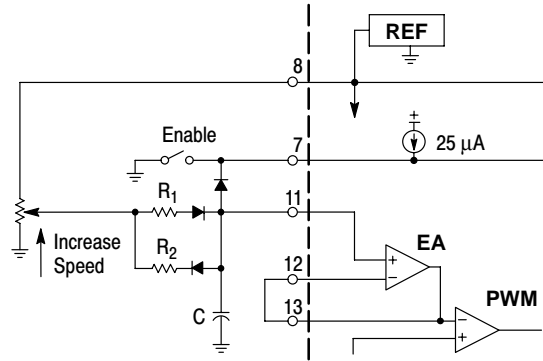 REF
8
Enable
7
25 μA
R1
11
EA
Increase
Speed
R2
12
13
PWM
C